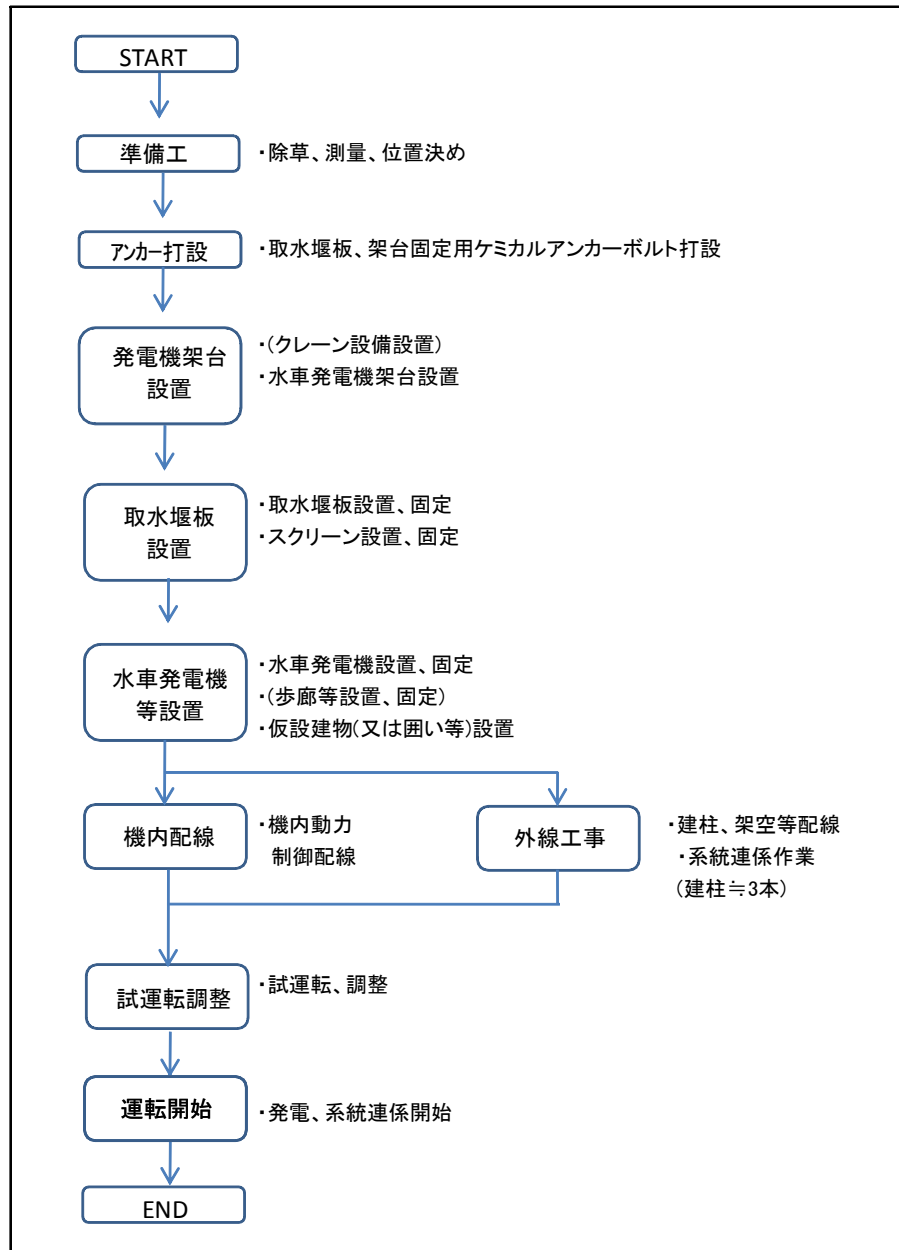 START
準備工
・除草、測量、位置決め
アンカー打設
・取水堰板、架台固定用ケミカルアンカーボルト打設
発電機架台
設置
・(クレーン設備設置)
・水車発電機架台設置
取水堰板
設置
・取水堰板設置、固定
・スクリーン設置、固定
水車発電機
等設置
・水車発電機設置、固定
・(歩廊等設置、固定)
・仮設建物(又は囲い等)設置
機内配線
・機内動力
制御配線
外線工事
・建柱、架空等配線
・系統連係作業
(建柱≒3本)
試運転調整
・試運転、調整
運転開始
・発電、系統連係開始
END